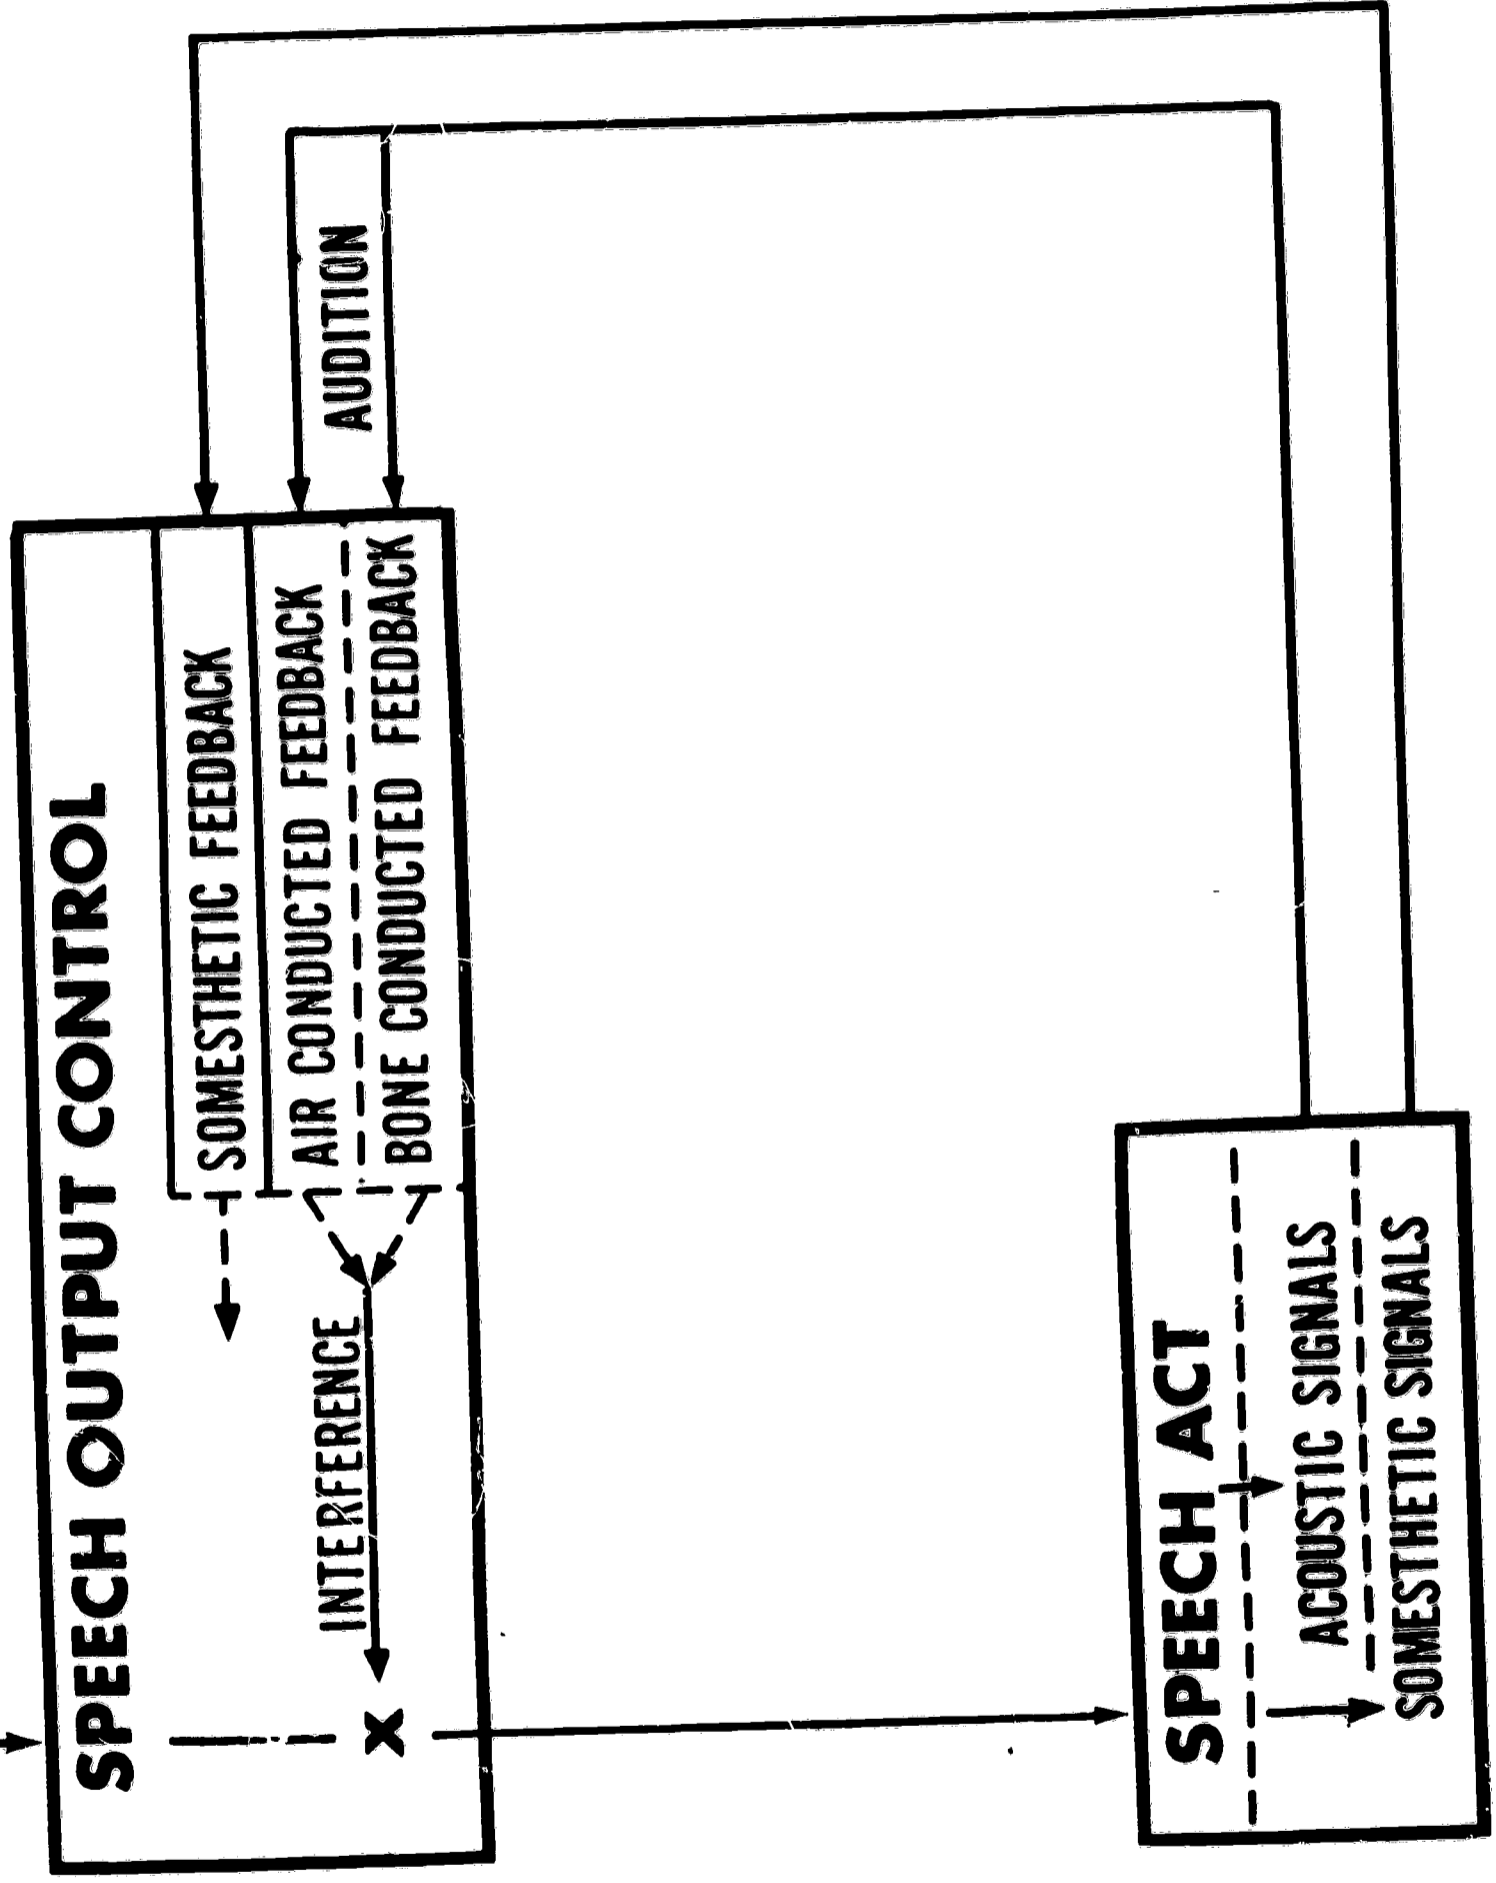 SPEECH OUTPUT CONTROL
SOMESTHETIC FEEDBACK
AIR CONDUCTED FEEDBACK
BONE CONDUCTED FEEDBACK
AUDITION
INTERFERENCE
X
SPEECH ACT
ACOUSTIC SIGNALS
SOMESTHETIC SIGNALS